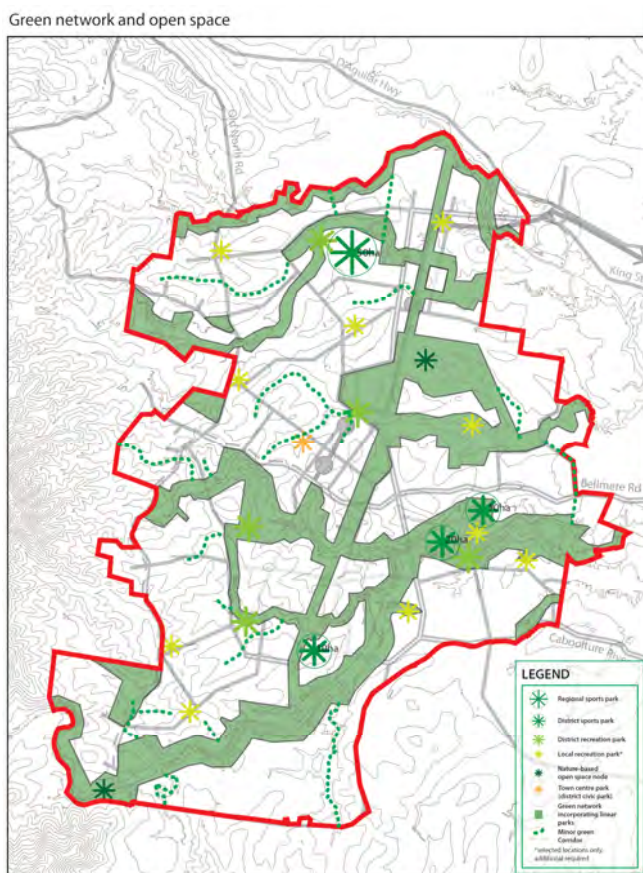 Green network and open space
D'Aguilar Hwy
Old North Rd
King St
Bellmere Rd
Caboolture River
LEGEND
Regional sports park
District sports park
District recreation park
Local recreation park*
Nature-based
open space node
Town centre park
(district civic park)
Green network
incorporating linear
parks
Minor green
Corridor
*selected locations only,
additional required